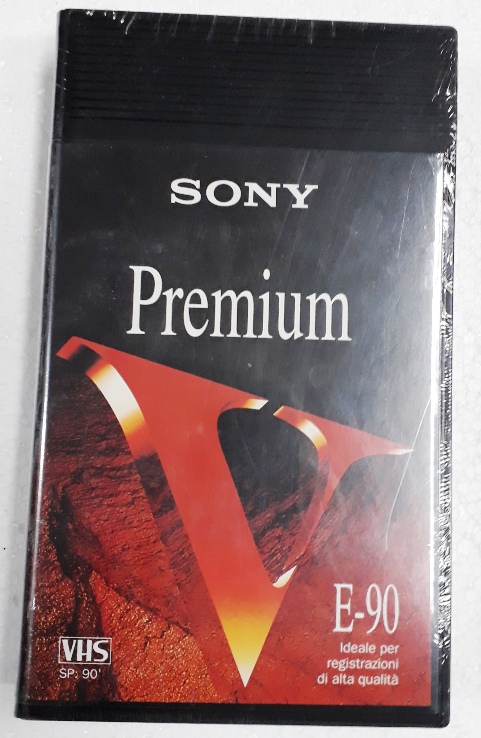 SONY
Premium
V
E-90
Ideale per
registrazioni
di alta qualità
VHS
SP: 90'